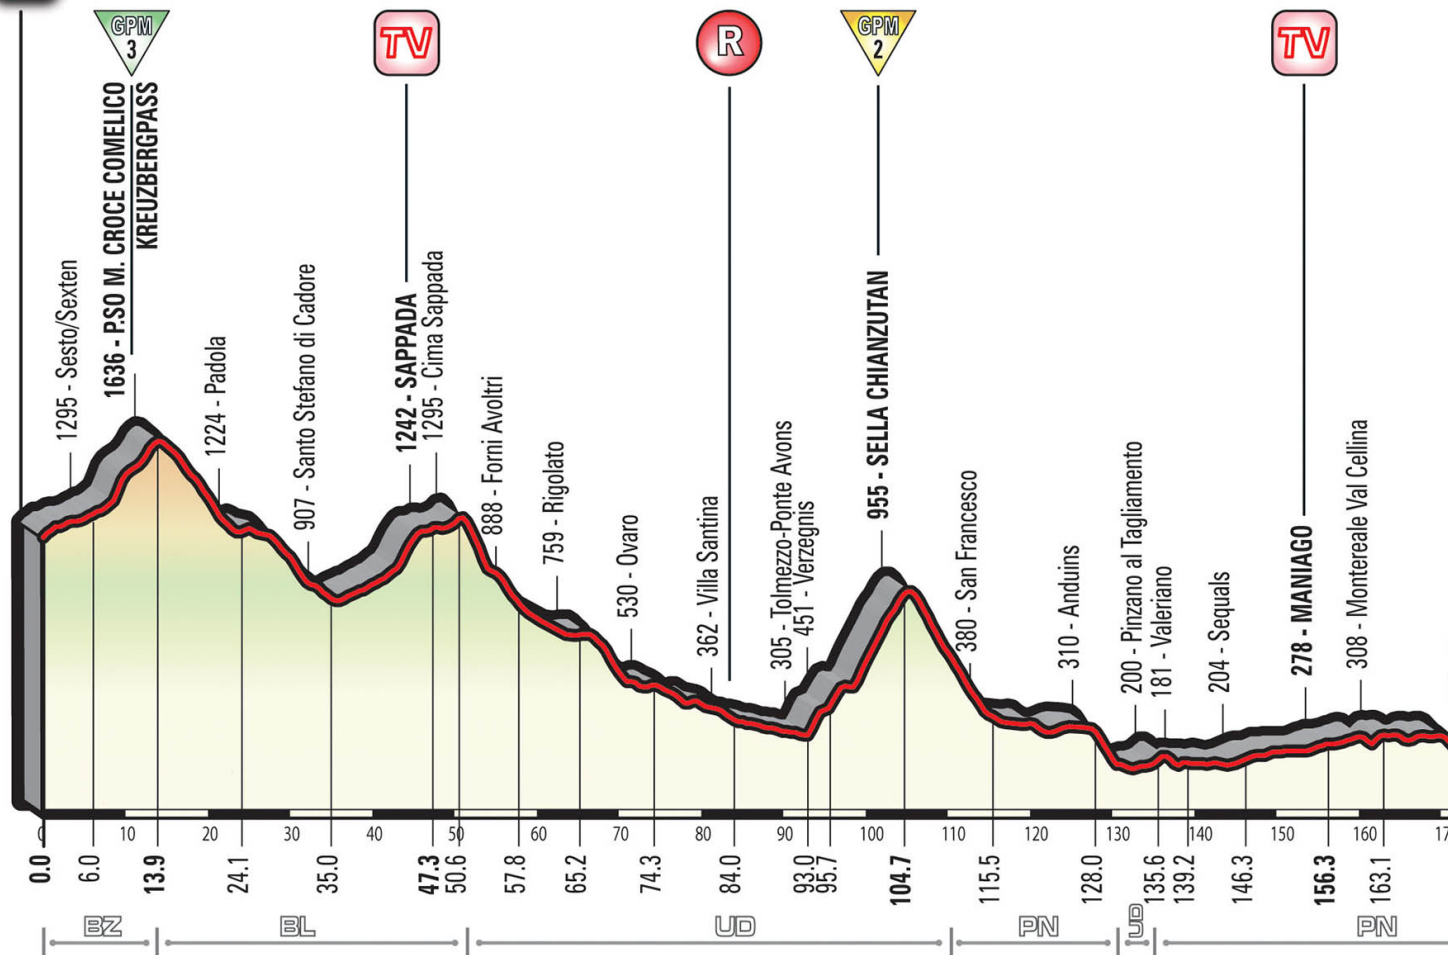 GPM
3
TV
R
GPM
2
TV
1295 - Sesto/Sexten
1636 - P.SO M. CROCE COMELICO
KREUZBERGPASS
1224 - Padola
907 - Santo Stefano di Cadore
1242 - SAPPADA
1295 - Cima Sappada
888 - Forni Avoltri
759 - Rigolato
530 - Ovaro
362 - Villa Santina
305 - Tolmezzo-Ponte Avons
451 - Verzegnis
955 - SELLA CHIANZUTAN
380 - San Francesco
310 - Anduins
200 - Pinzano al Tagliamento
181 - Valeriano
204 - Sequals
278 - MANIAGO
308 - Montereale Val Cellina
0 10 20 30 40 50 60 70 80 90 100 110 120 130 140 150 160 17
0.0 6.0 13.9 24.1 35.0 47.3 50.6 57.8 65.2 74.3 84.0 93.0 95.7 104.7 115.5 128.0 135.6 139.2 146.3 156.3 163.1
BZ BL UD PN UD PN